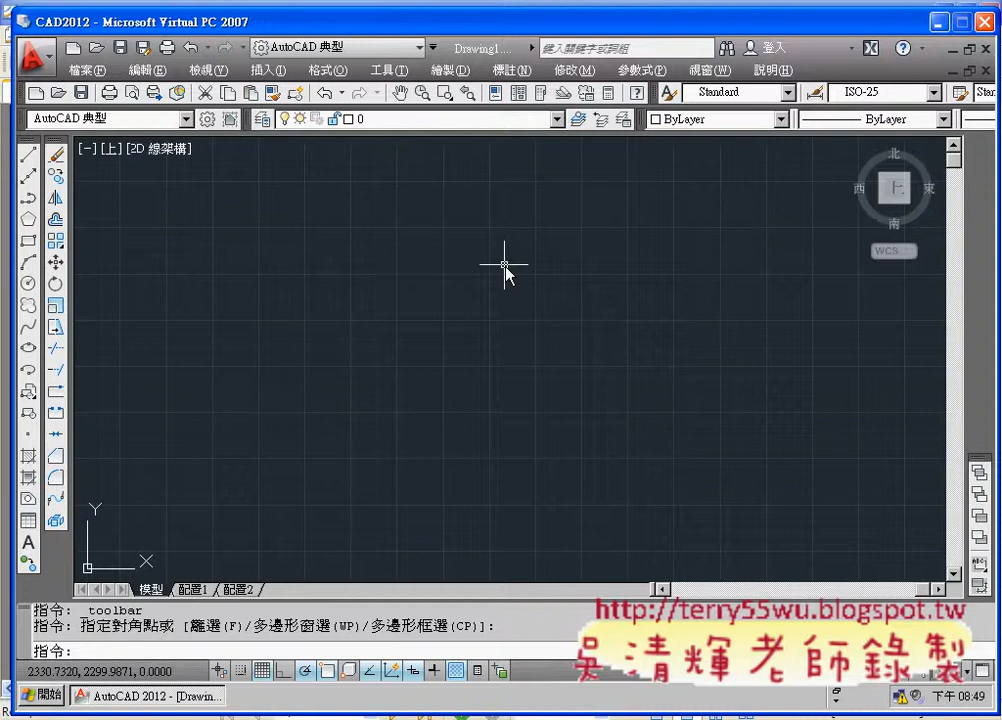 CAD2012 - Microsoft Virtual PC 2007
AutoCAD 典型
Drawing1....
鍵入關鍵字或詞組
登入
檔案(F) 編輯(E) 檢視(V) 插入(I) 格式(O) 工具(T) 繪製(D) 標註(N) 修改(M) 參數式(P) 視窗(W) 說明(H)
Standard
ISO-25
Stan
AutoCAD 典型
0
ByLayer
ByLayer
[-] [上] [2D 線架構]
北
西
上
東
南
WCS
Y
X
模型 配置1 配置2
指令: _toolbar
指令: 指定對角點或 [籬選(F)/多邊形窗選(WP)/多邊形框選(CP)]:
指令:
http://terry55wu.blogspot.tw
吳清輝老師錄製
2330.7320, 2299.9871, 0.0000
開始
AutoCAD 2012 - [Drawin...
下午 08:49